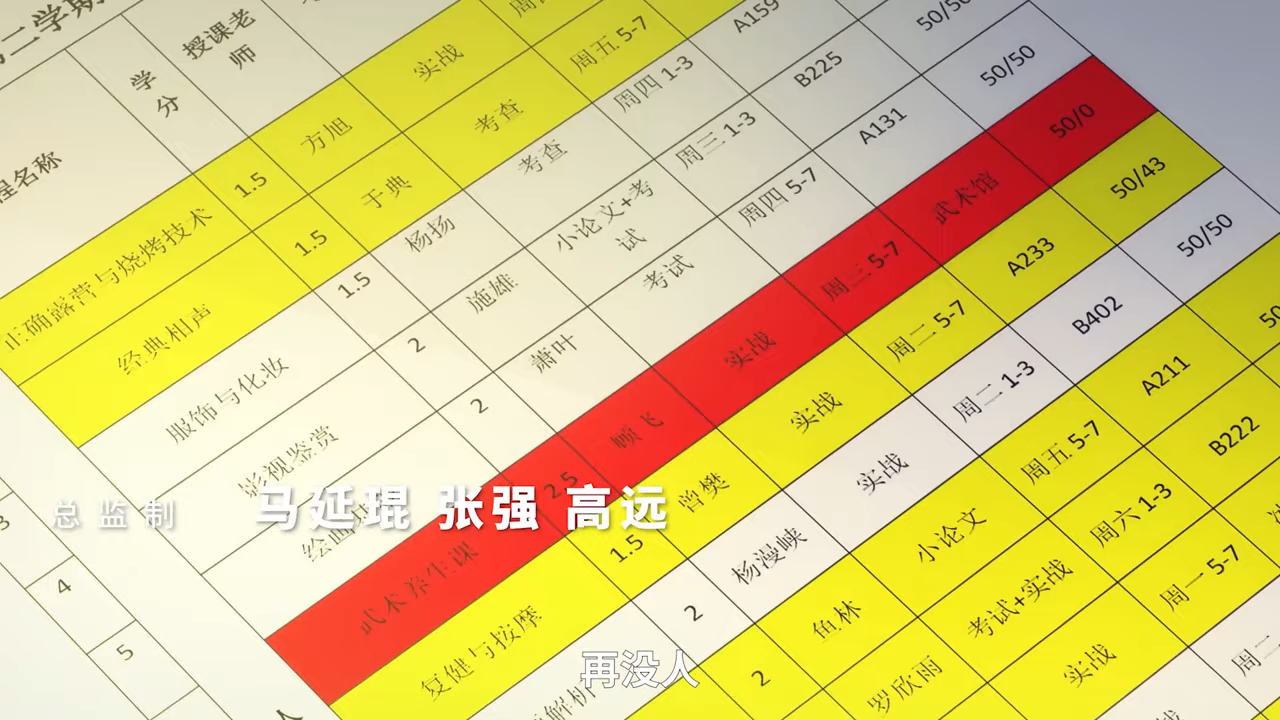 二学期
程名称 学分 授课老师
正确露营与烧烤技术 1.5 方旭 实战
经典相声 1.5 于典 考查 周五 5-7
服饰与化妆 1.5 杨扬 考查 周四 1-3 A159 50/50
影视鉴赏 2 施雄 小论文+考试 周三 1-3 B225 50/50
绘画 2 萧叶 考试 周四 5-7 A131
武术养生课 2.5 顿飞 实战 周三 5-7 武术馆 50/0
复健与按摩 1.5 曾樊 实战 周二 5-7 A233 50/43
解析 2 杨漫峡 实战 周二 1-3 B402 50/50
2 鱼林 小论文 周五 5-7 A211 50
罗欣雨 考试+实战 周六 1-3 B222
实战 周一 5-7
周二
3
4
5
总监制 马延琨 张强 高远
再没人